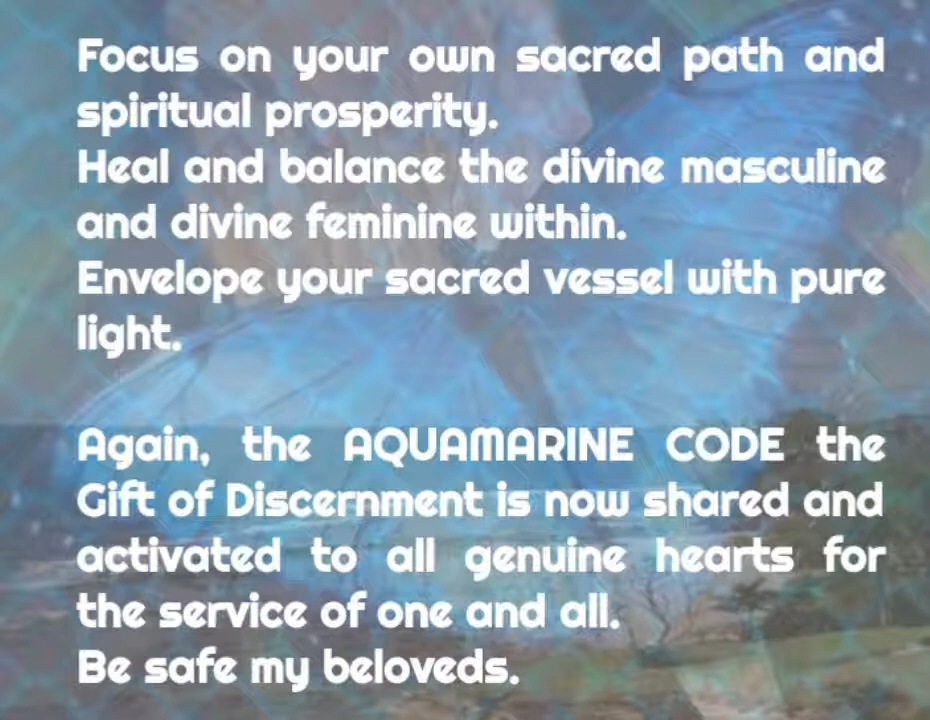 Focus on your own sacred path and
spiritual prosperity.
Heal and balance the divine masculine
and divine feminine within.
Envelope your sacred vessel with pure
light.
Again, the AQUAMARINE CODE the
Gift of Discernment is now shared and
activated to all genuine hearts for
the service of one and all.
Be safe my beloveds.